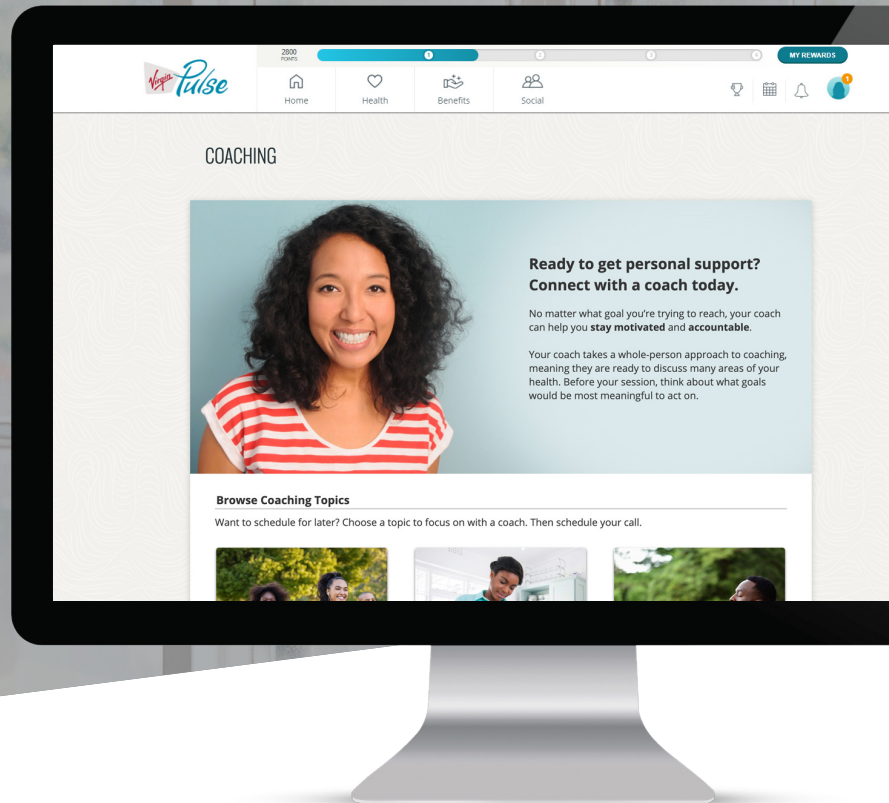 2800
POINTS
1
2
3
4
MY REWARDS
Virgin Pulse
Home
Health
Benefits
Social
1
COACHING
Ready to get personal support?
Connect with a coach today.
No matter what goal you’re trying to reach, your coach
can help you stay motivated and accountable.
Your coach takes a whole-person approach to coaching,
meaning they are ready to discuss many areas of your
health. Before your session, think about what goals
would be most meaningful to act on.
Browse Coaching Topics
Want to schedule for later? Choose a topic to focus on with a coach. Then schedule your call.